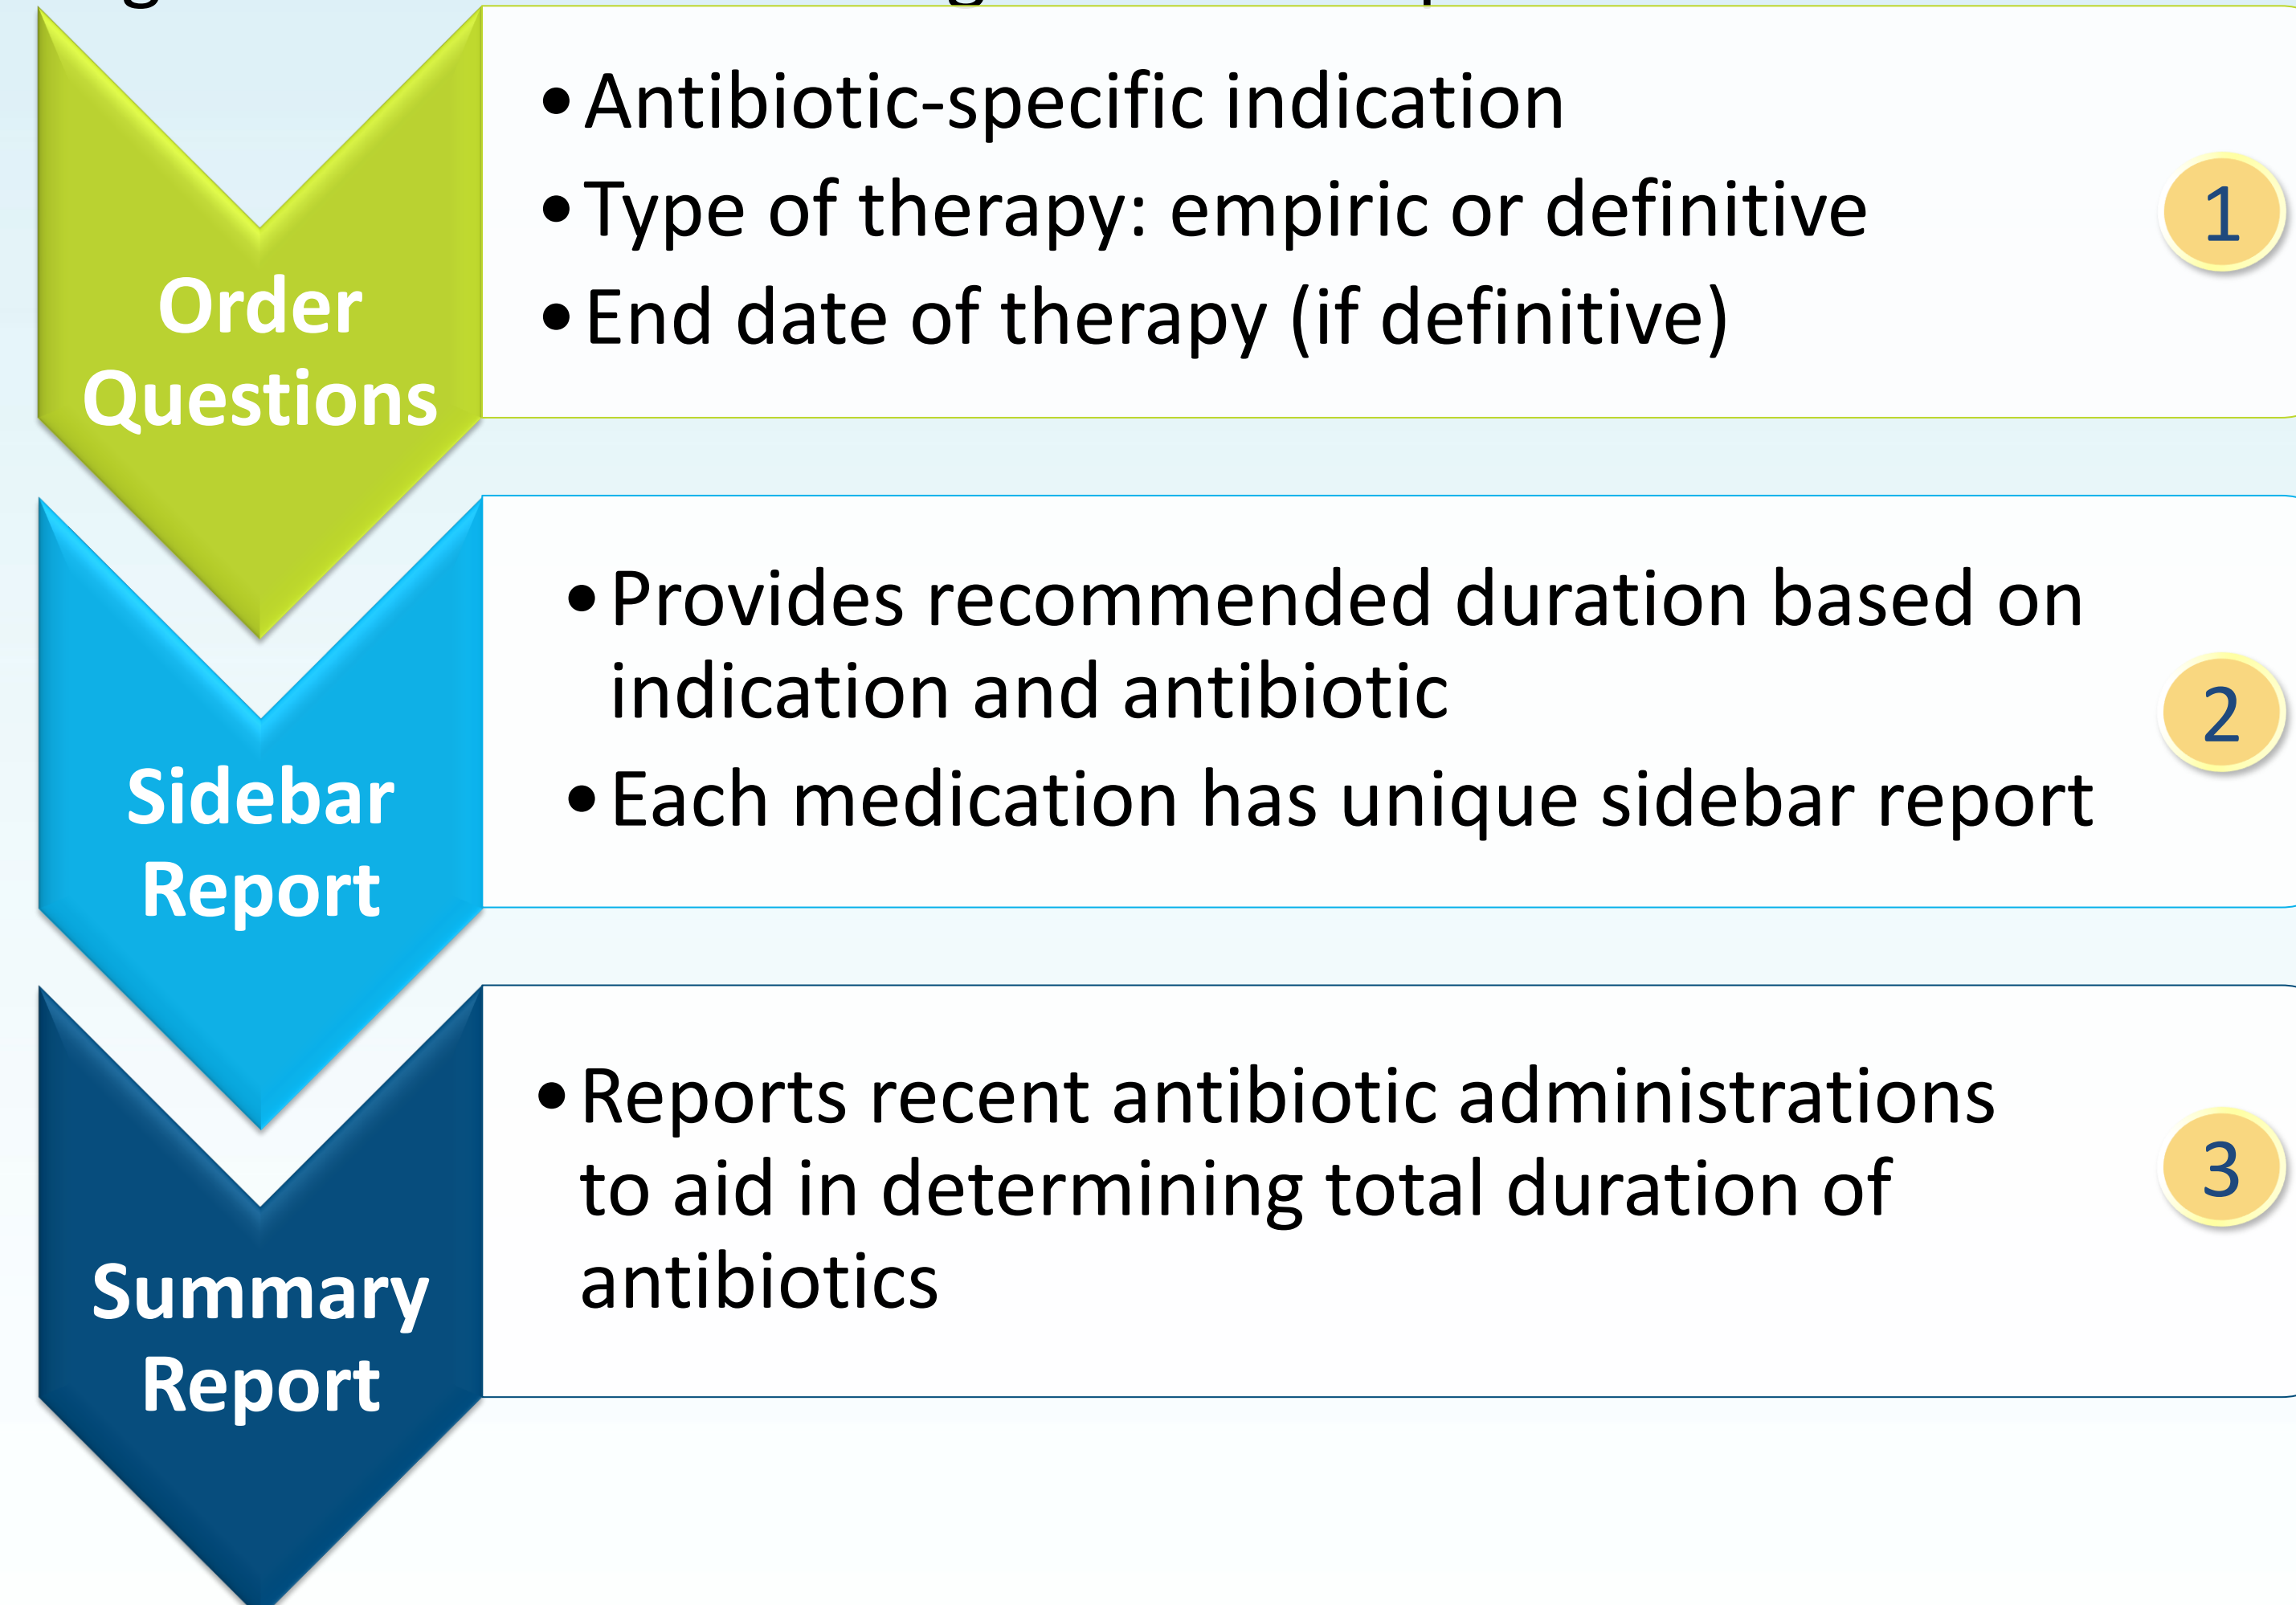 Order
Questions
•Antibiotic-specific indication
•Type of therapy: empiric or definitive
•End date of therapy (if definitive)
1
Sidebar
Report
•Provides recommended duration based on
indication and antibiotic
•Each medication has unique sidebar report
2
Summary
Report
•Reports recent antibiotic administrations
to aid in determining total duration of
antibiotics
3